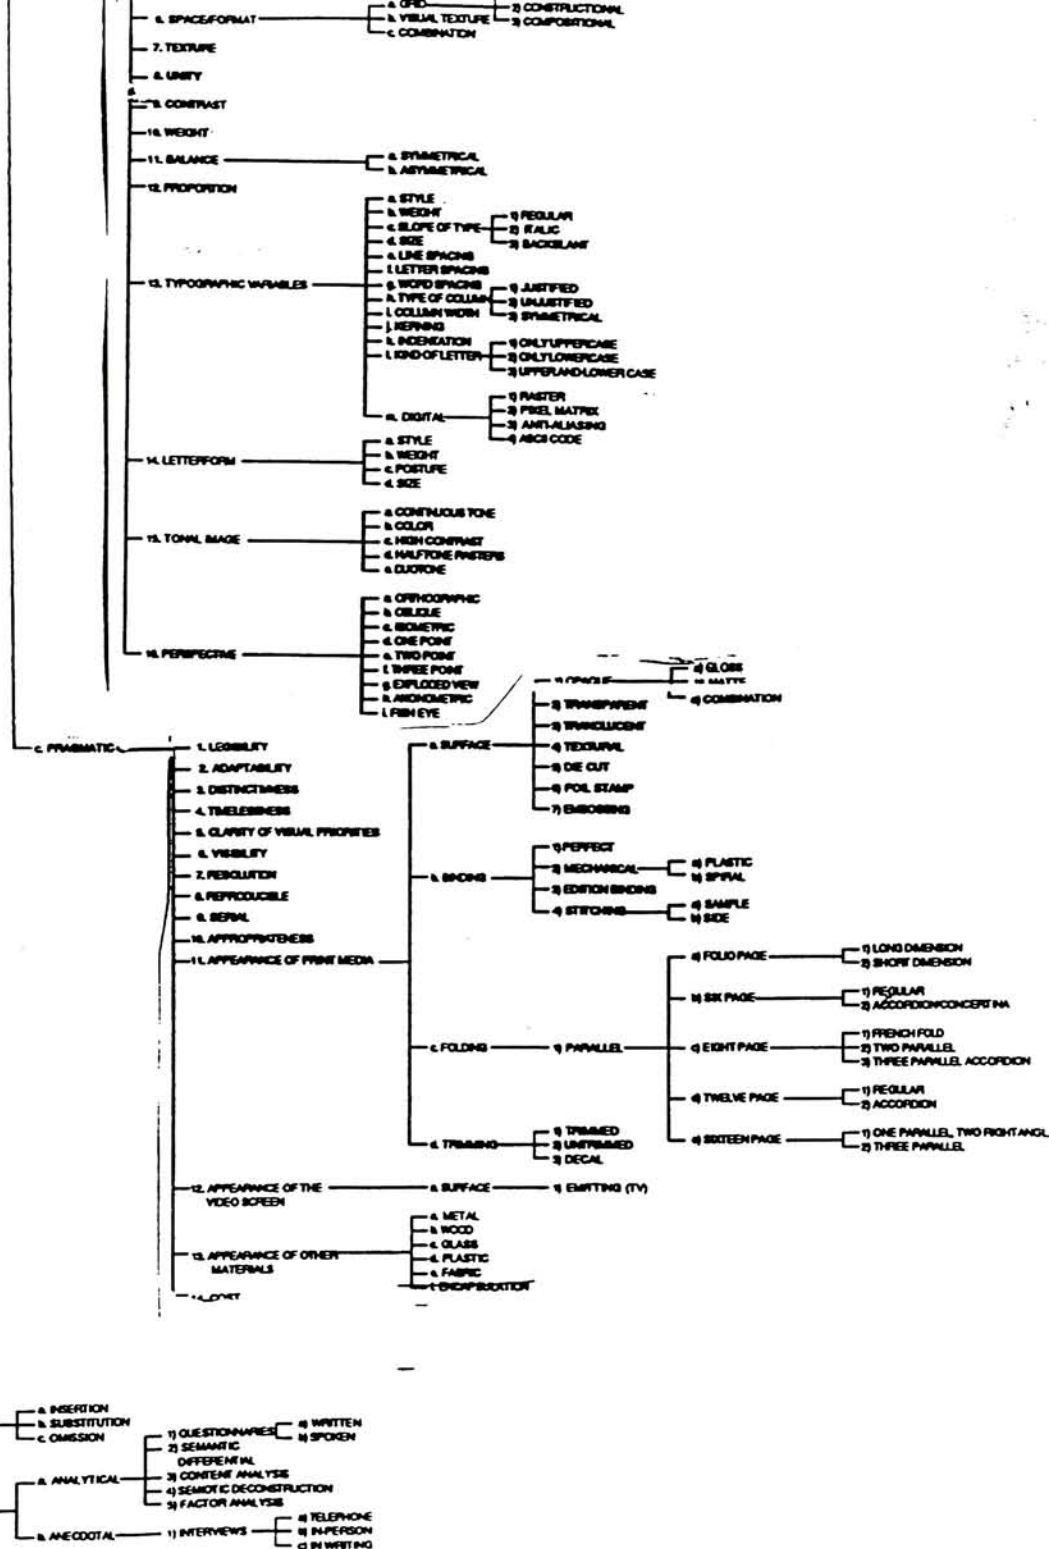 a. GRID
2) CONSTRUCTIONAL
6. SPACE/FORMAT
b. VISUAL TEXTURE
3) COMPOSITIONAL
c. COMBINATION
7. TEXTURE
8. UNITY
9. CONTRAST
10. WEIGHT
11. BALANCE
a. SYMMETRICAL
b. ASYMMETRICAL
12. PROPORTION
a. STYLE
b. WEIGHT
c. SLOPE OF TYPE
1) REGULAR
2) ITALIC
3) BACKSLANT
d. SIZE
e. LINE SPACING
f. LETTER SPACING
13. TYPOGRAPHIC VARIABLES
g. WORD SPACING
h. TYPE OF COLUMN
1) JUSTIFIED
2) UNJUSTIFIED
3) SYMMETRICAL
i. COLUMN WIDTH
j. KERNING
k. INDENTATION
l. KIND OF LETTER
1) ONLY UPPERCASE
2) ONLY LOWERCASE
3) UPPER AND LOWER CASE
m. DIGITAL
1) RASTER
2) PIXEL MATRIX
3) ANTI-ALIASING
4) ASCII CODE
14. LETTERFORM
a. STYLE
b. WEIGHT
c. POSTURE
d. SIZE
15. TONAL IMAGE
a. CONTINUOUS TONE
b. COLOR
c. HIGH CONTRAST
d. HALFTONE RASTERS
e. DUOTONE
16. PERSPECTIVE
a. ORTHOGRAPHIC
b. OBLIQUE
c. ISOMETRIC
d. ONE POINT
e. TWO POINT
f. THREE POINT
g. EXPLODED VIEW
h. AXONOMETRIC
i. FISH EYE
c. PRAGMATIC
1. LEGIBILITY
2. ADAPTABILITY
3. DISTINCTIVNESS
4. TIMELESSNESS
5. CLARITY OF VISUAL PRIORITIES
6. VISIBILITY
7. RESOLUTION
8. REPRODUCIBLE
9. SERIAL
10. APPROPRIATENESS
11. APPEARANCE OF PRINT MEDIA
a. SURFACE
1) OPAQUE
a) GLOSS
b) MATTE
c) COMBINATION
2) TRANSPARENT
3) TRANSLUCENT
4) TEXTURAL
5) DIE CUT
6) FOIL STAMP
7) EMBOSSING
b. BINDING
1) PERFECT
2) MECHANICAL
a) PLASTIC
b) SPIRAL
3) EDITION BINDING
4) STITCHING
a) SAMPLE
b) SIDE
c. FOLDING
1) PARALLEL
a) FOLIO PAGE
1) LONG DIMENSION
2) SHORT DIMENSION
b) SIX PAGE
1) REGULAR
2) ACCORDION/CONCERTINA
c) EIGHT PAGE
1) FRENCH FOLD
2) TWO PARALLEL
3) THREE PARALLEL ACCORDION
d) TWELVE PAGE
1) REGULAR
2) ACCORDION
e) SIXTEEN PAGE
1) ONE PARALLEL, TWO RIGHT ANGL
2) THREE PARALLEL
d. TRIMMING
1) TRIMMED
2) UNTRIMMED
3) DECAL
12. APPEARANCE OF THE
VIDEO SCREEN
a. SURFACE
1) EMITTING (TV)
13. APPEARANCE OF OTHER
MATERIALS
a. METAL
b. WOOD
c. GLASS
d. PLASTIC
e. FABRIC
f. ENCAPSULATION
14. COST
a. INSERTION
b. SUBSTITUTION
c. OMISSION
a. ANALYTICAL
1) QUESTIONNARIES
a) WRITTEN
b) SPOKEN
2) SEMANTIC
DIFFERENTIAL
3) CONTENT ANALYSIS
4) SEMIOTIC DECONSTRUCTION
5) FACTOR ANALYSIS
b. ANECDOTAL
1) INTERVIEWS
a) TELEPHONE
b) IN-PERSON
c) IN WRITING